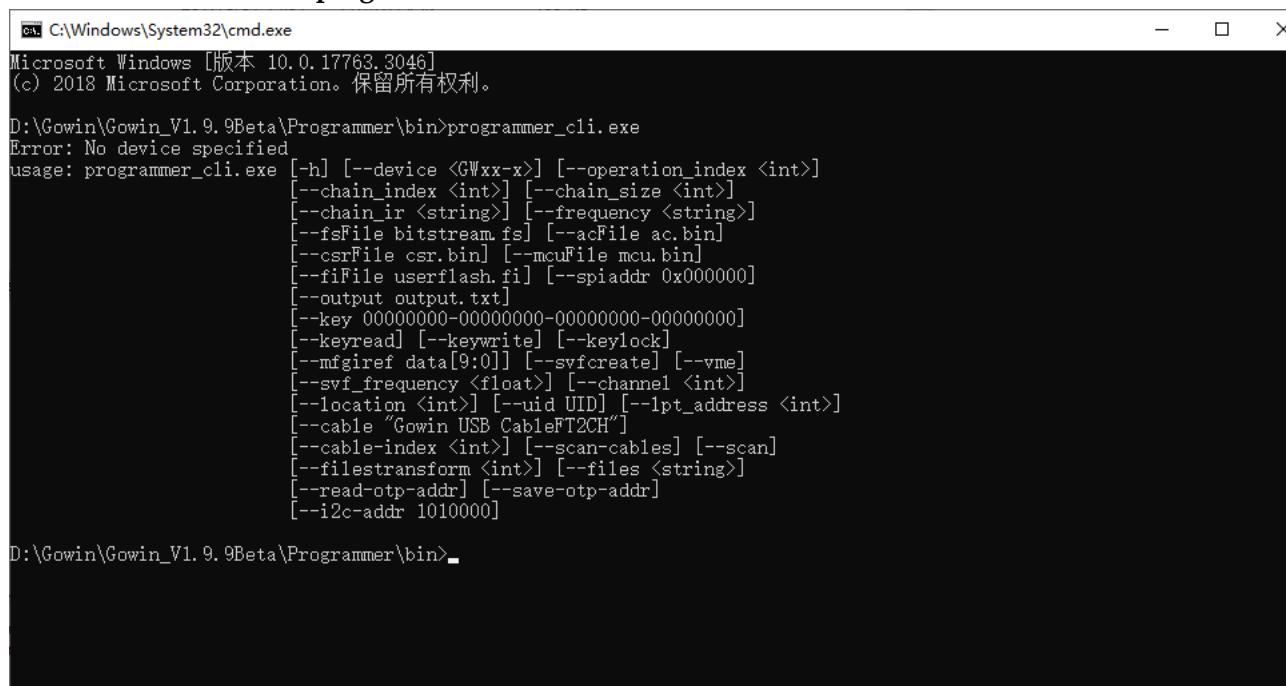 prog
C:\Windows\System32\cmd.exe
Microsoft Windows [版本 10.0.17763.3046]
(c) 2018 Microsoft Corporation。保留所有权利。
D:\Gowin\Gowin_V1.9.9Beta\Programmer\bin>programmer_cli.exe
Error: No device specified
usage: programmer_cli.exe [-h] [--device <GWxx-x>] [--operation_index <int>]
[--chain_index <int>] [--chain_size <int>]
[--chain_ir <string>] [--frequency <string>]
[--fsFile bitstream.fs] [--acFile ac.bin]
[--csrFile csr.bin] [--mcuFile mcu.bin]
[--fiFile userflash.fi] [--spiaddr 0x000000]
[--output output.txt]
[--key 00000000-00000000-00000000-00000000]
[--keyread] [--keywrite] [--keylock]
[--mfgiref data[9:0]] [--svfcreate] [--vme]
[--svf_frequency <float>] [--channel <int>]
[--location <int>] [--uid UID] [--lpt_address <int>]
[--cable "Gowin USB CableFT2CH"]
[--cable-index <int>] [--scan-cables] [--scan]
[--filestransform <int>] [--files <string>]
[--read-otp-addr] [--save-otp-addr]
[--i2c-addr 1010000]
D:\Gowin\Gowin_V1.9.9Beta\Programmer\bin>